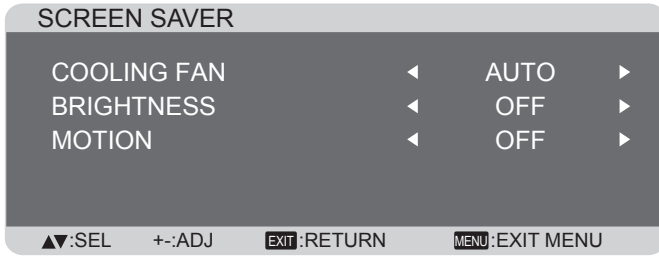 SCREEN SAVER
COOLING FAN ◀ AUTO ▶
BRIGHTNESS ◀ OFF ▶
MOTION ◀ OFF ▶
▲▼:SEL +-:ADJ EXIT:RETURN MENU:EXIT MENU